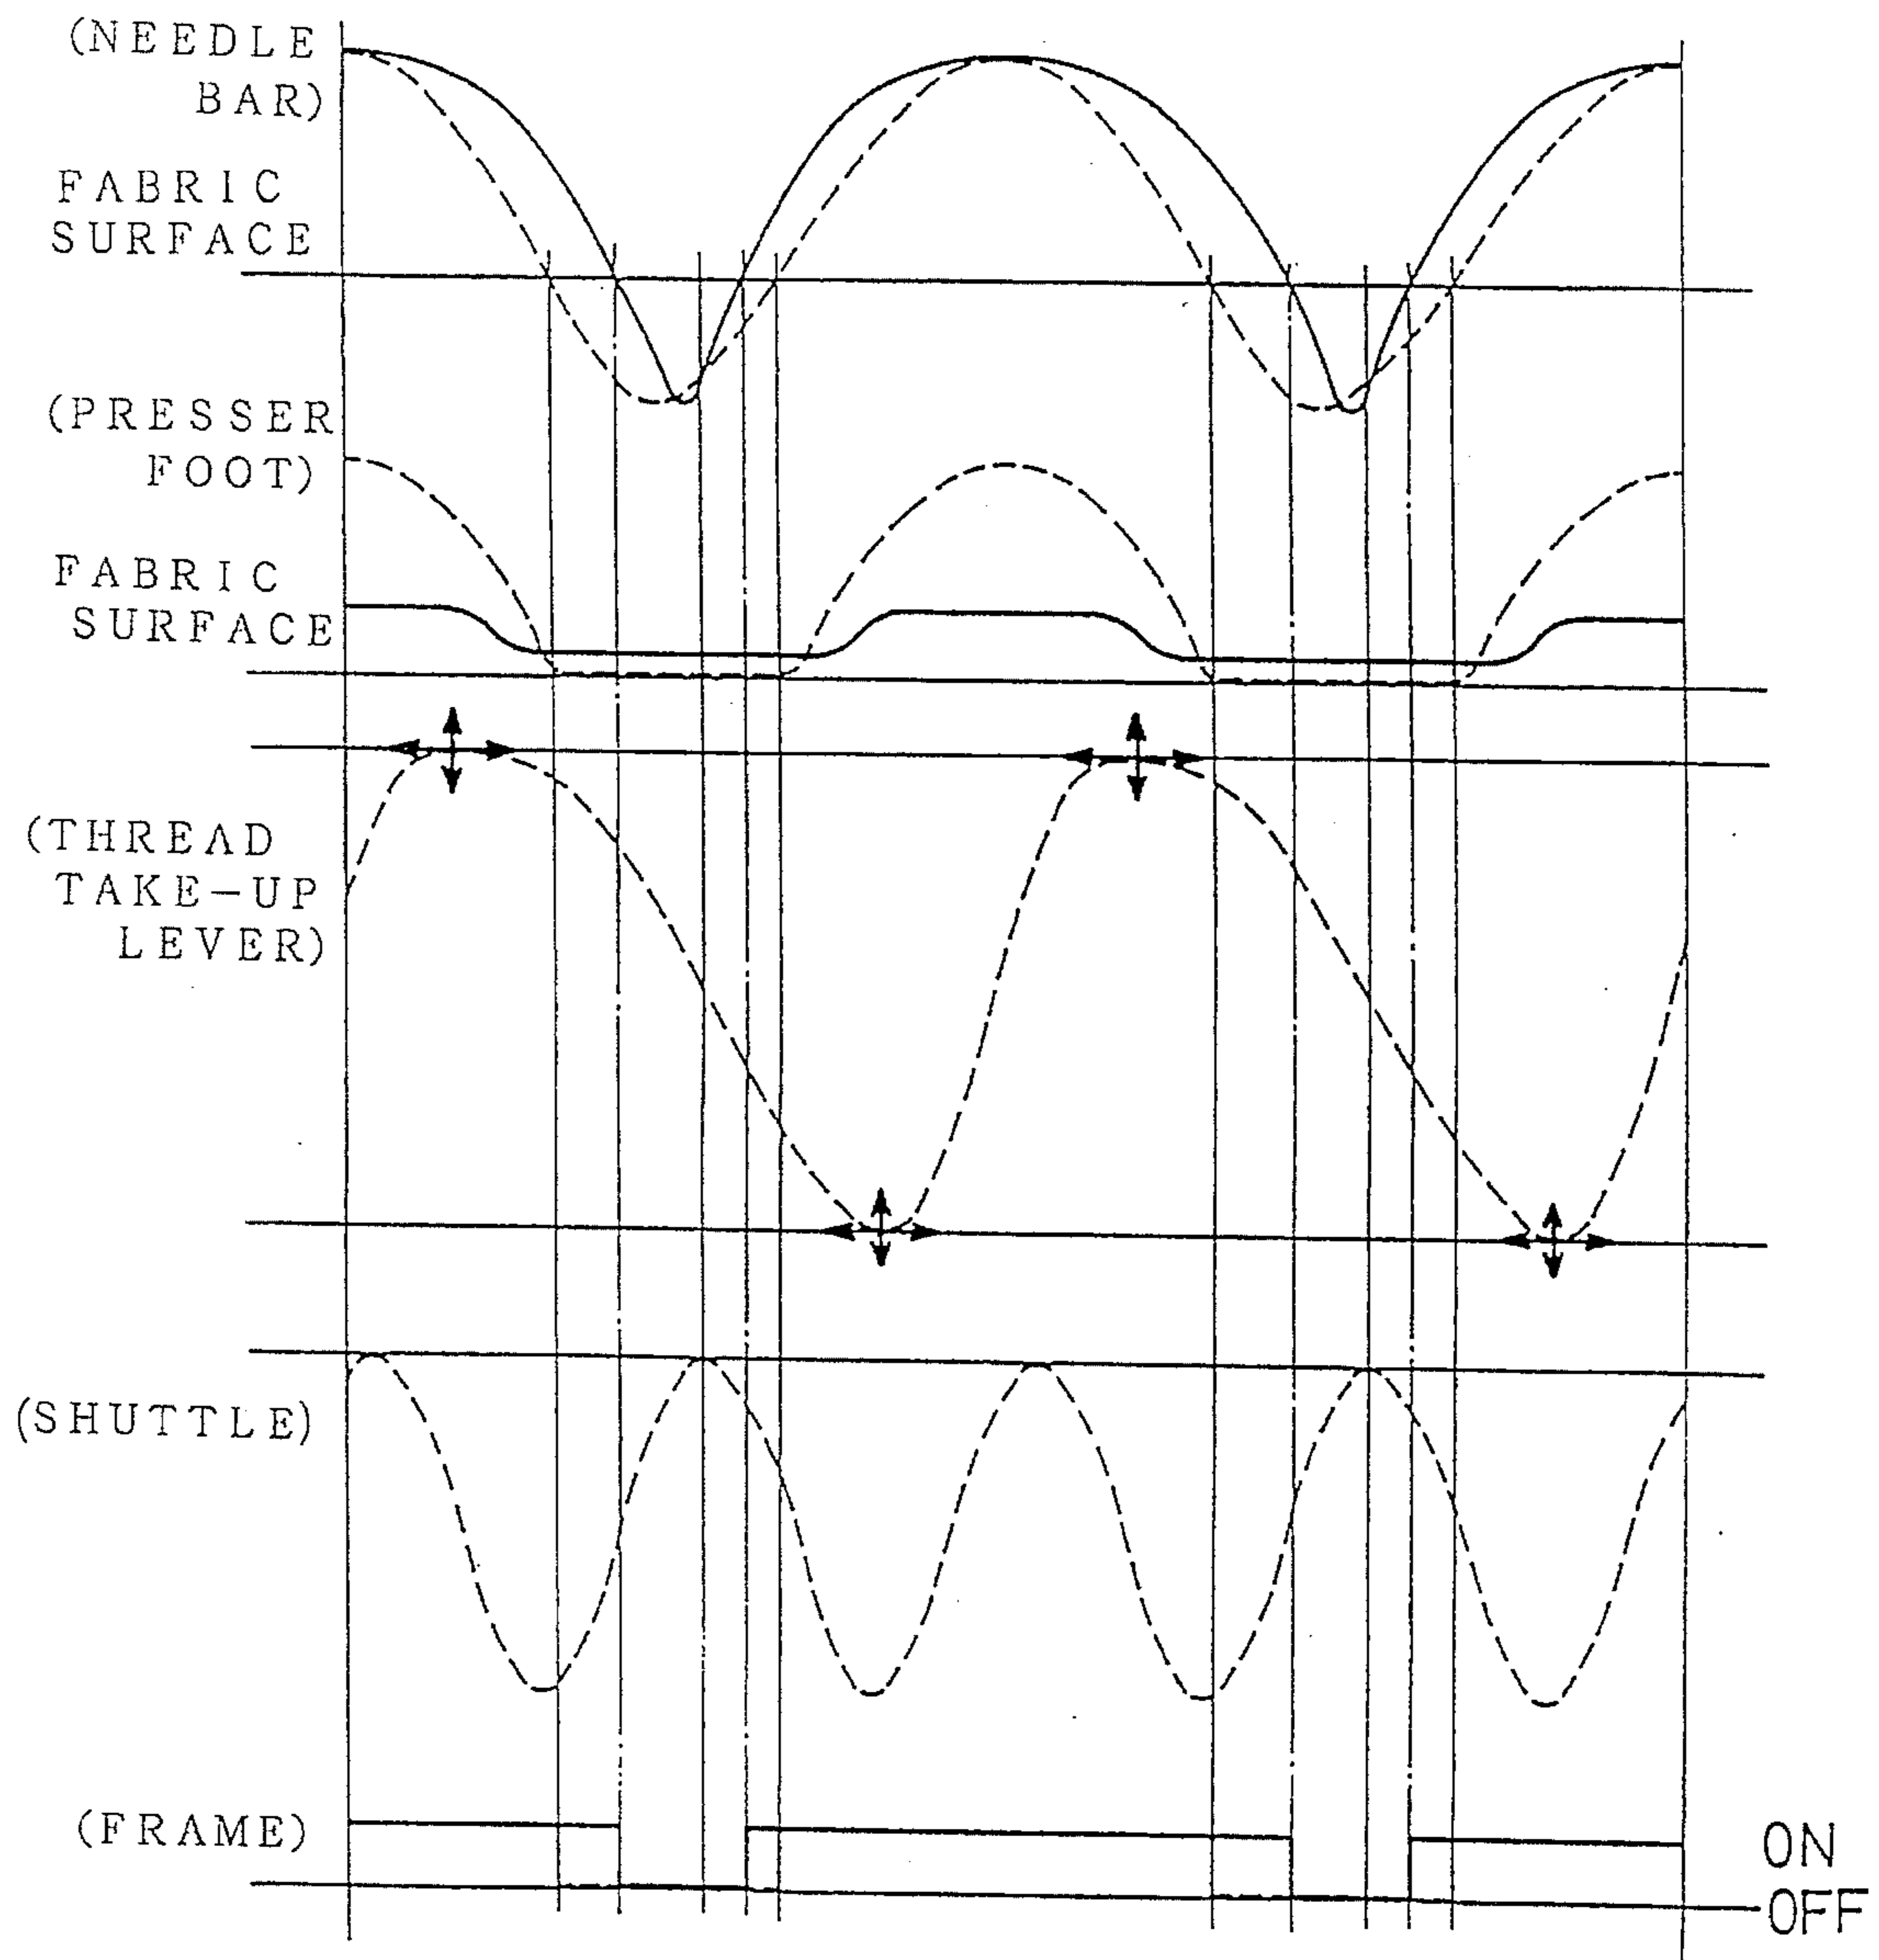 (NEEDLE
BAR)
FABRIC
SURFACE
(PRESSER
FOOT)
FABRIC
SURFACE
(THREAD
TAKE-UP
LEVER)
(SHUTTLE)
(FRAME)
ON
OFF